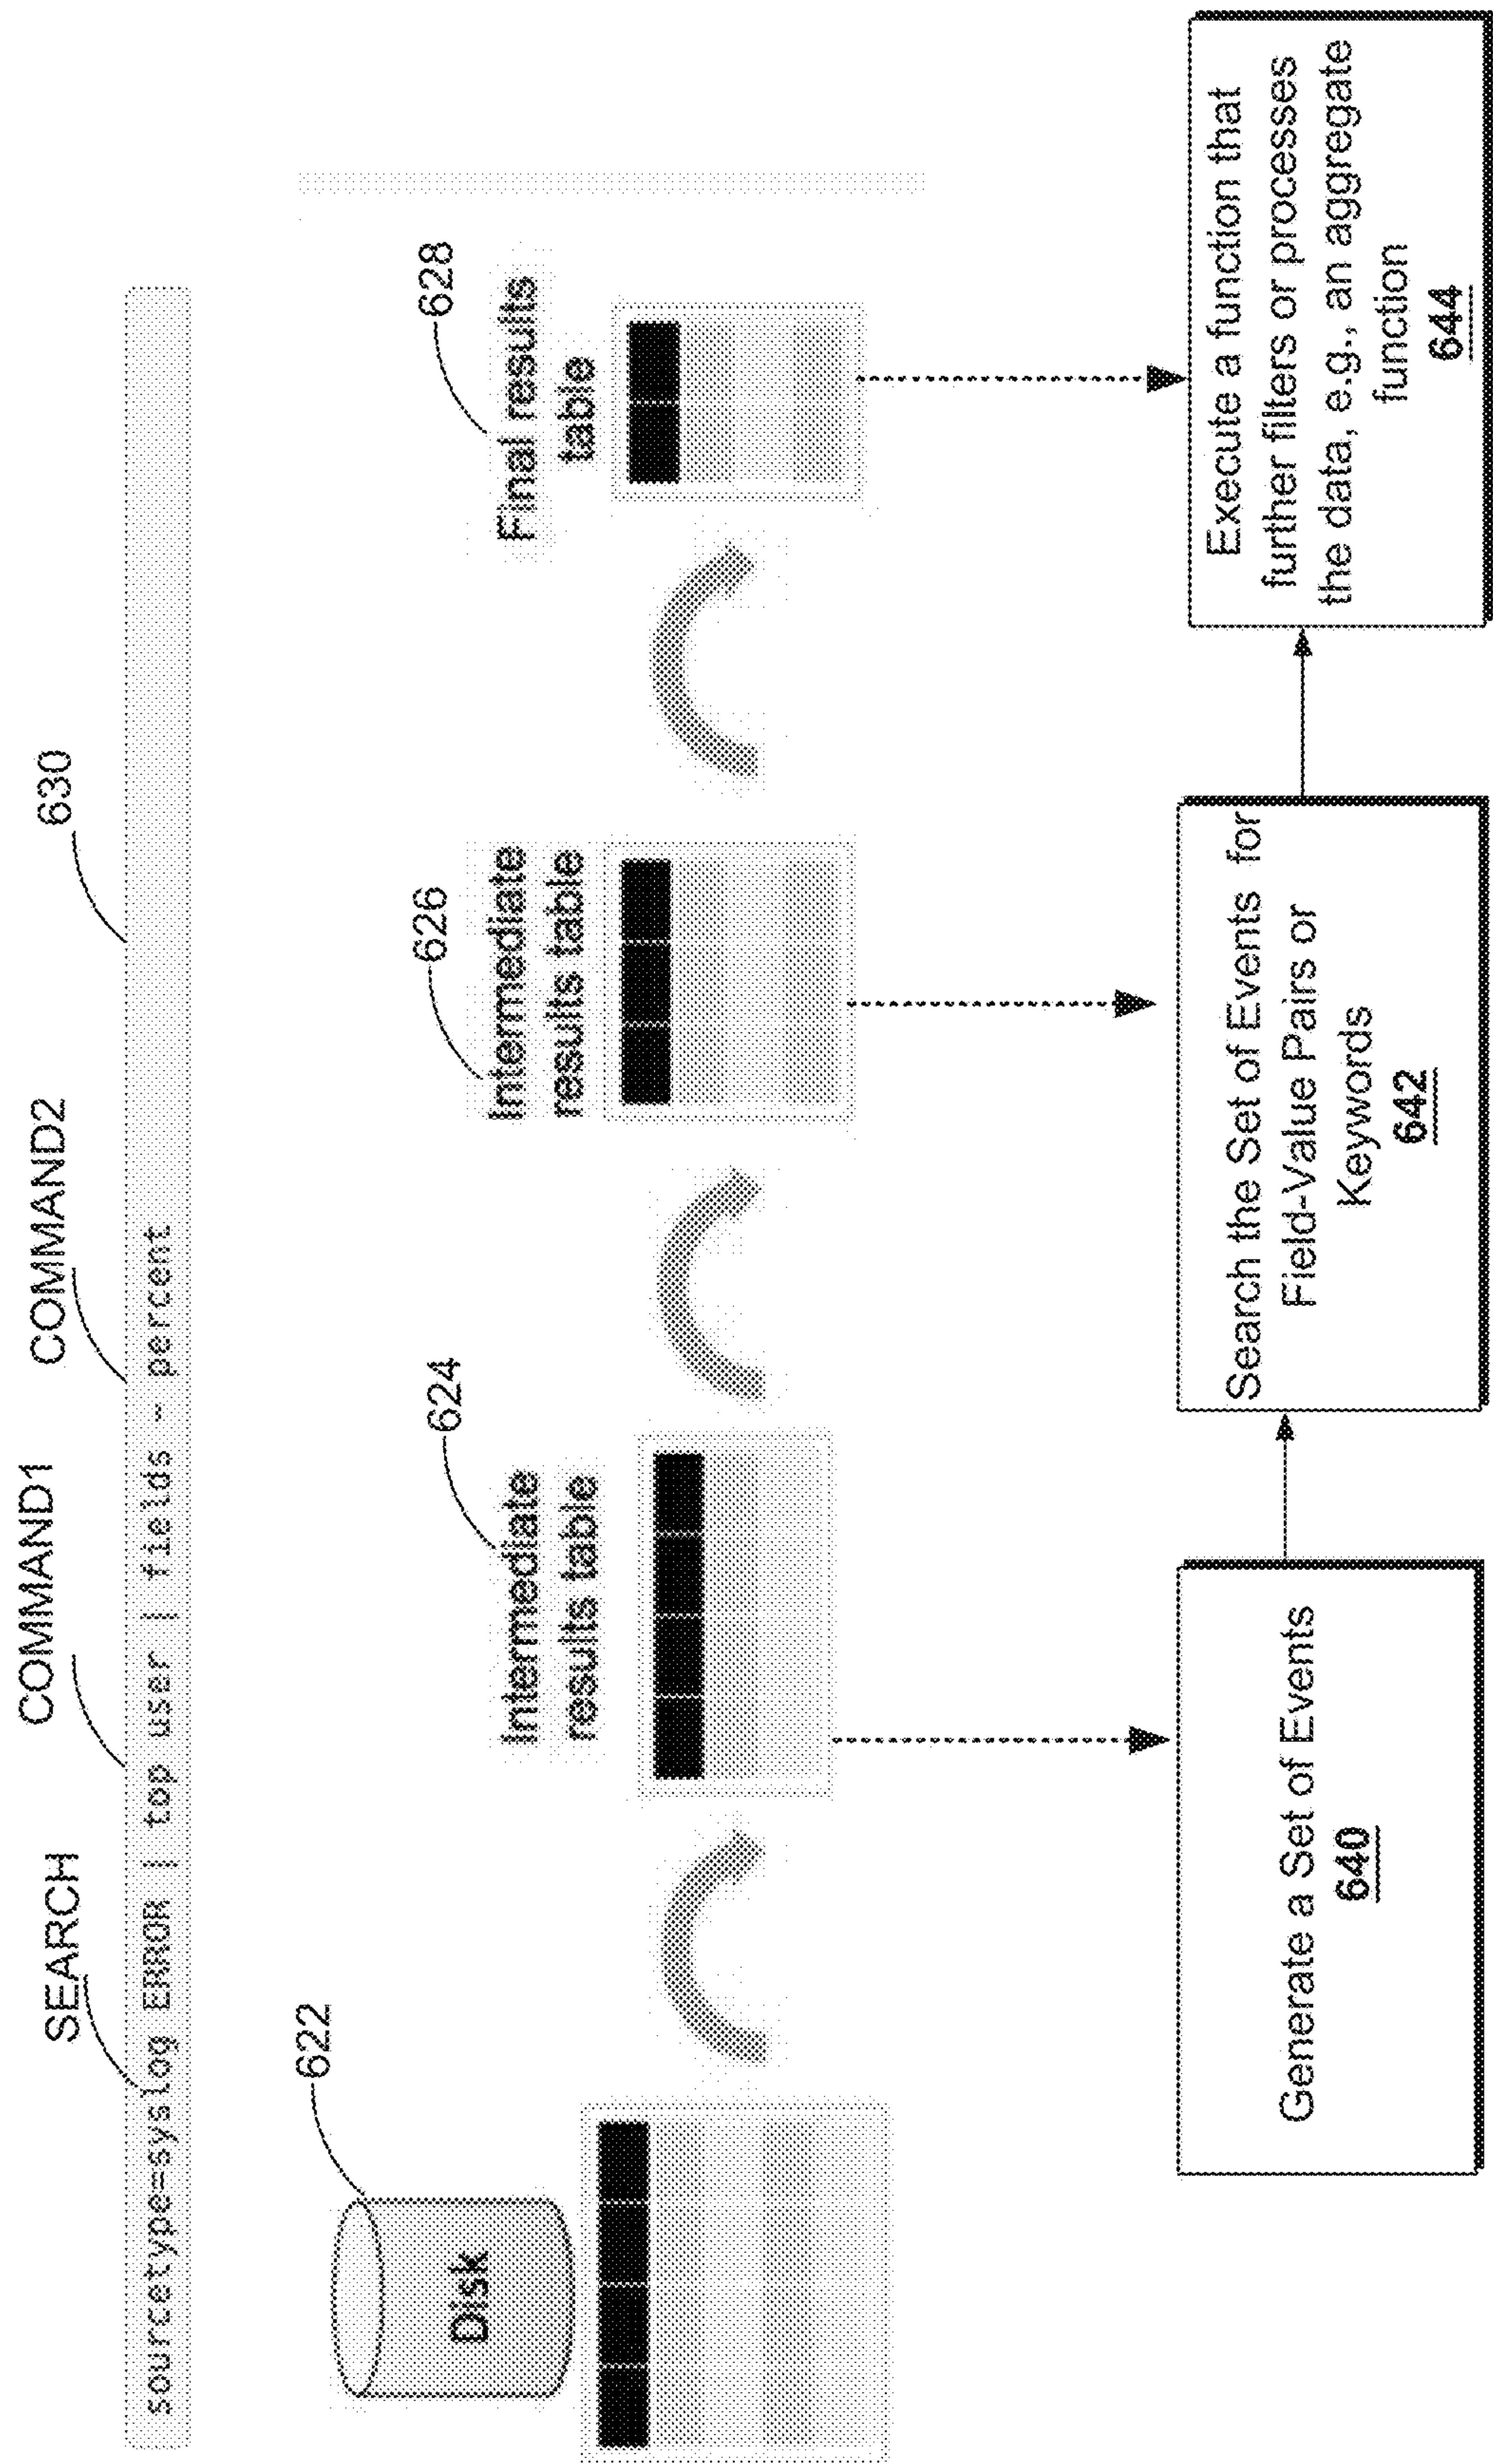 SEARCH
COMMAND1
COMMAND2
630
sourcetype=syslog ERROR | top user | fields - percent
622
Disk
624
Intermediate
results table
626
Intermediate
results table
628
Final results
table
Generate a Set of Events
640
Search the Set of Events for
Field-Value Pairs or
Keywords
642
Execute a function that
further filters or processes
the data, e.g., an aggregate
function
644